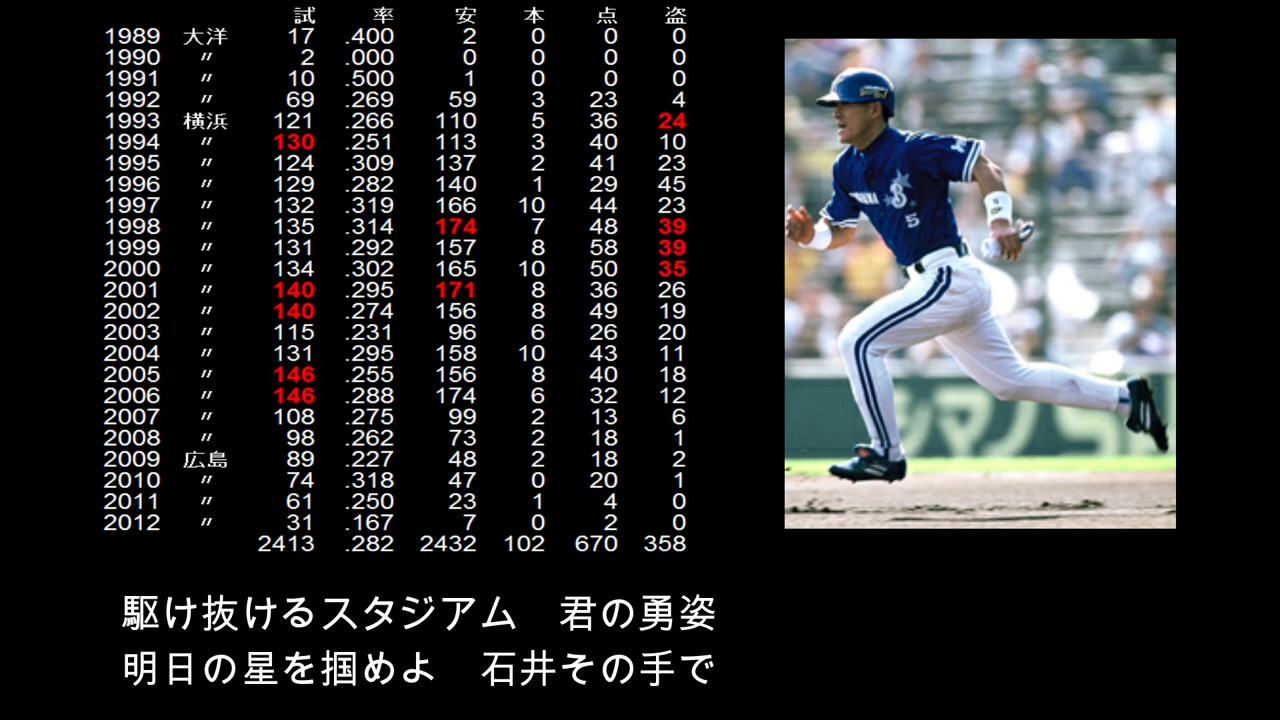 試 率 安 本 点 盗
1989 大洋 17 .400 2 0 0 0
1990 〃 2 .000 0 0 0 0
1991 〃 10 .500 1 0 0 0
1992 〃 69 .269 59 3 23 4
1993 横浜 121 .266 110 5 36 24
1994 〃 130 .251 113 3 40 10
1995 〃 124 .309 137 2 41 23
1996 〃 129 .282 140 1 29 45
1997 〃 132 .319 166 10 44 23
1998 〃 135 .314 174 7 48 39
1999 〃 131 .292 157 8 58 39
2000 〃 134 .302 165 10 50 35
2001 〃 140 .295 171 8 36 26
2002 〃 140 .274 156 8 49 19
2003 〃 115 .231 96 6 26 20
2004 〃 131 .295 158 10 43 11
2005 〃 146 .255 156 8 40 18
2006 〃 146 .288 174 6 32 12
2007 〃 108 .275 99 2 13 6
2008 〃 98 .262 73 2 18 1
2009 広島 89 .227 48 2 18 2
2010 〃 74 .318 47 0 20 1
2011 〃 61 .250 23 1 4 0
2012 〃 31 .167 7 0 2 0
2413 .282 2432 102 670 358
B
5
シマノ
駆け抜けるスタジアム　君の勇姿
明日の星を掴めよ　石井その手で